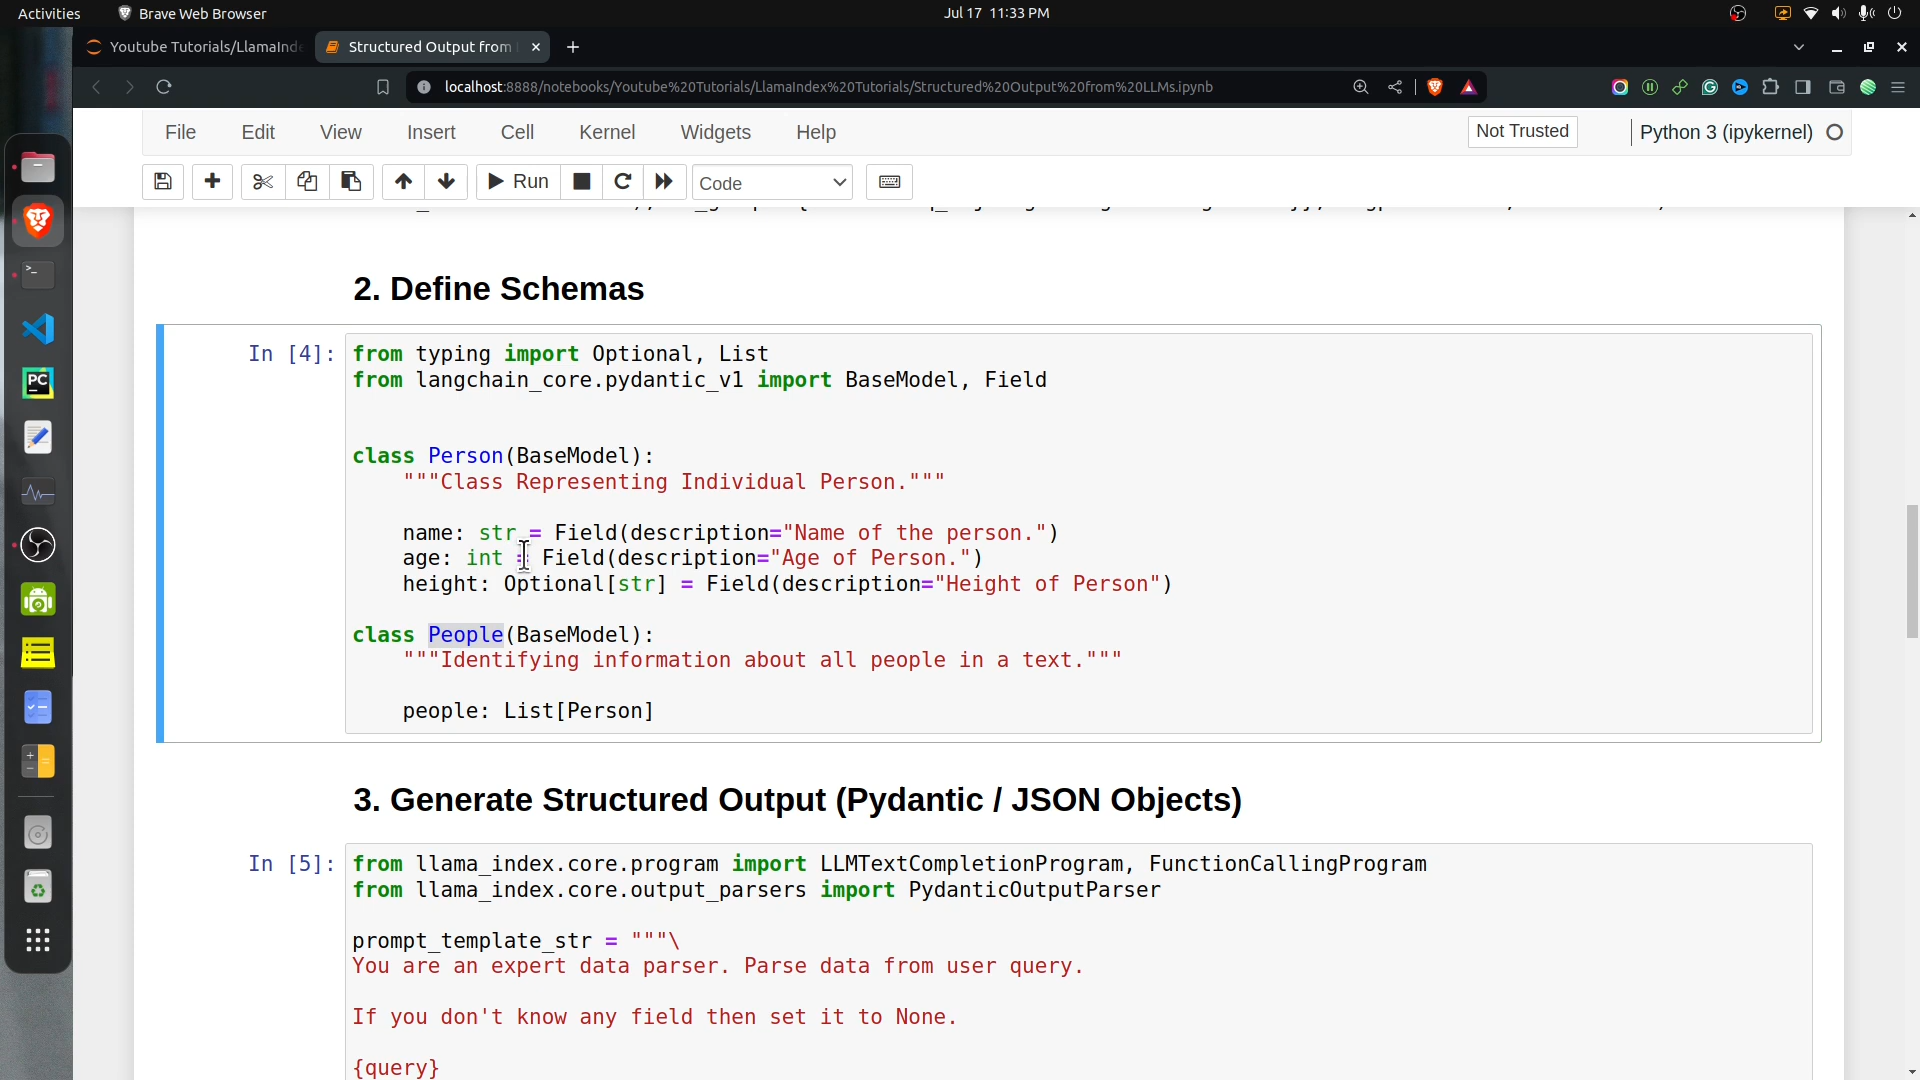 Activities
Brave Web Browser
Jul 17 11:33 PM
Youtube Tutorials/LlamaInde
Structured Output from
localhost:8888/notebooks/Youtube%20Tutorials/LlamaIndex%20Tutorials/Structured%20Output%20from%20LLMs.ipynb
File Edit View Insert Cell Kernel Widgets Help
Not Trusted
Python 3 (ipykernel)
Run
Code
2. Define Schemas
In [4]:
from typing import Optional, List
from langchain_core.pydantic_v1 import BaseModel, Field
class Person(BaseModel):
"""Class Representing Individual Person."""
name: str = Field(description="Name of the person.")
age: int = Field(description="Age of Person.")
height: Optional[str] = Field(description="Height of Person")
class People(BaseModel):
"""Identifying information about all people in a text."""
people: List[Person]
3. Generate Structured Output (Pydantic / JSON Objects)
In [5]:
from llama_index.core.program import LLMTextCompletionProgram, FunctionCallingProgram
from llama_index.core.output_parsers import PydanticOutputParser
prompt_template_str = """\
You are an expert data parser. Parse data from user query.
If you don't know any field then set it to None.
{query}
PC